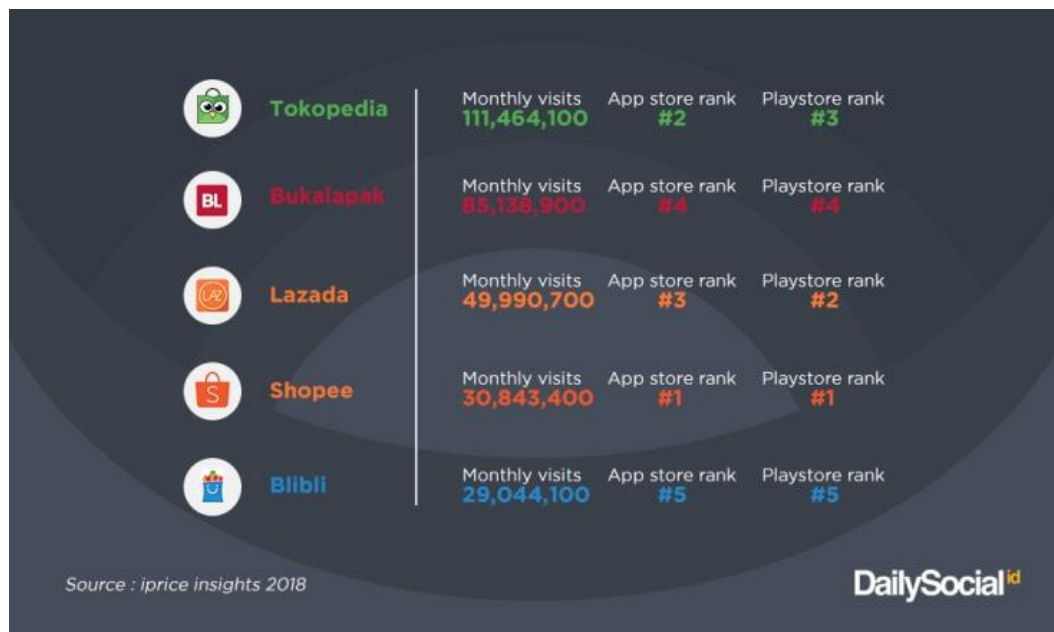 Tokopedia
Monthly visits App store rank Playstore rank
111,464,100 #2 #3
BL
Bukalapak
Monthly visits App store rank Playstore rank
85,138,900 #4 #4
LAZ
Lazada
Monthly visits App store rank Playstore rank
49,990,700 #3 #2
S
Shopee
Monthly visits App store rank Playstore rank
30,843,400 #1 #1
Blibli
Monthly visits App store rank Playstore rank
29,044,100 #5 #5
Source : iprice insights 2018
DailySocial id